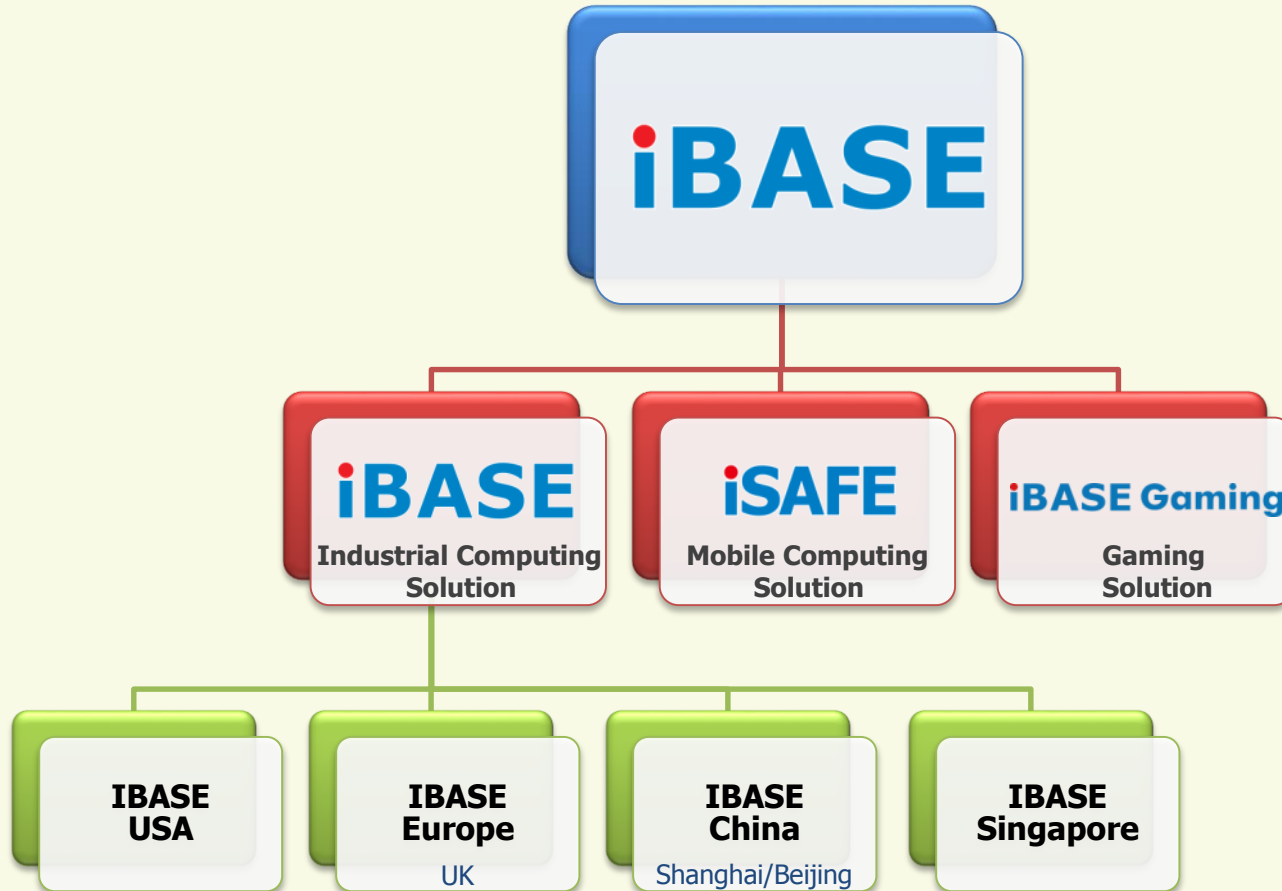 iBASE
iBASE
Industrial Computing
Solution
iSAFE
Mobile Computing
Solution
iBASE Gaming
Gaming
Solution
IBASE
USA
IBASE
Europe
UK
IBASE
China
Shanghai/Beijing
IBASE
Singapore